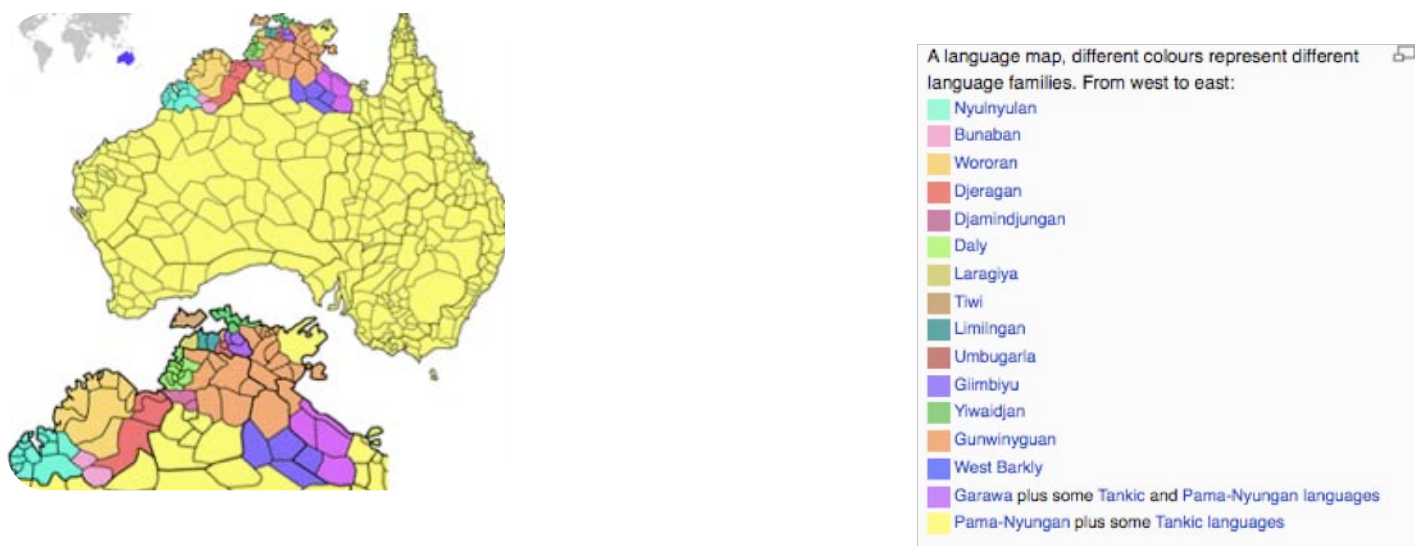 A language map, different colours represent different
language families. From west to east:
Nyulnyulan
Bunaban
Wororan
Djeragan
Djamindjungan
Daly
Laragiya
Tiwi
Limilngan
Umbugarla
Giimbiyu
Yiwaidjan
Gunwinyguan
West Barkly
Garawa plus some Tankic and Pama-Nyungan languages
Pama-Nyungan plus some Tankic languages